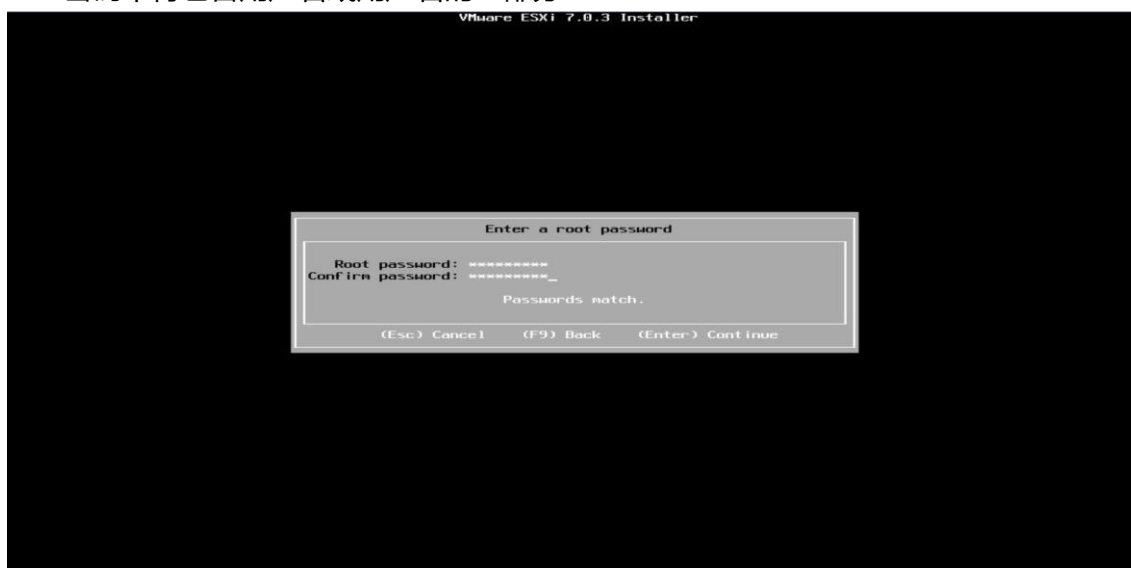 VMware ESXi 7.0.3 Installer
Enter a root password
Root password: *********
Confirm password: *********_
Passwords match.
(Esc) Cancel (F9) Back (Enter) Continue